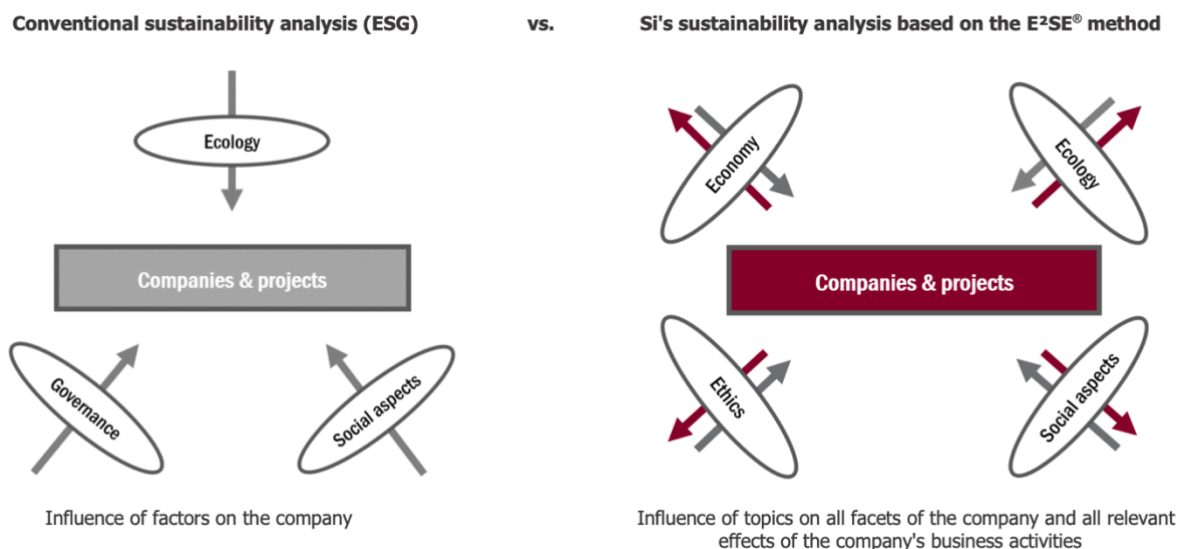 Conventional sustainability analysis (ESG)
vs.
Si's sustainability analysis based on the E²SE® method
Ecology
Companies & projects
Governance
Social aspects
Influence of factors on the company
Economy
Ecology
Companies & projects
Ethics
Social aspects
Influence of topics on all facets of the company and all relevant
effects of the company's business activities